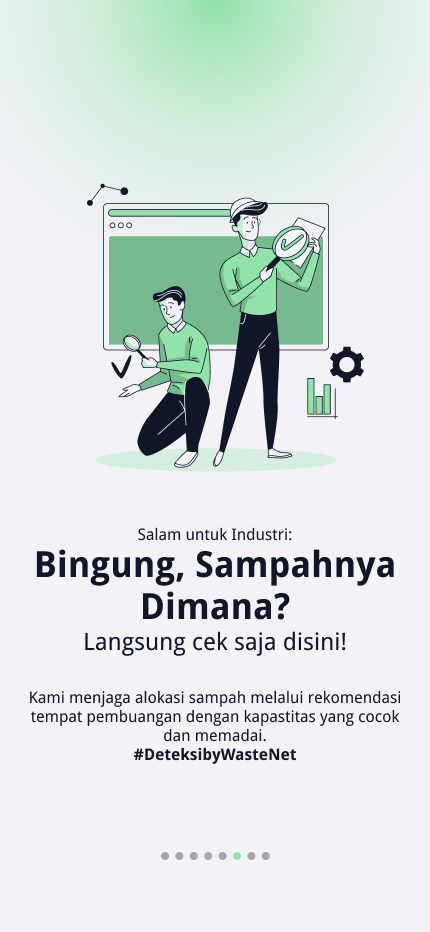 Salam untuk Industri:
Bingung, Sampahnya
Dimana?
Langsung cek saja disini!
Kami menjaga alokasi sampah melalui rekomendasi
tempat pembuangan dengan kapastitas yang cocok
dan memadai.
#DeteksibyWasteNet